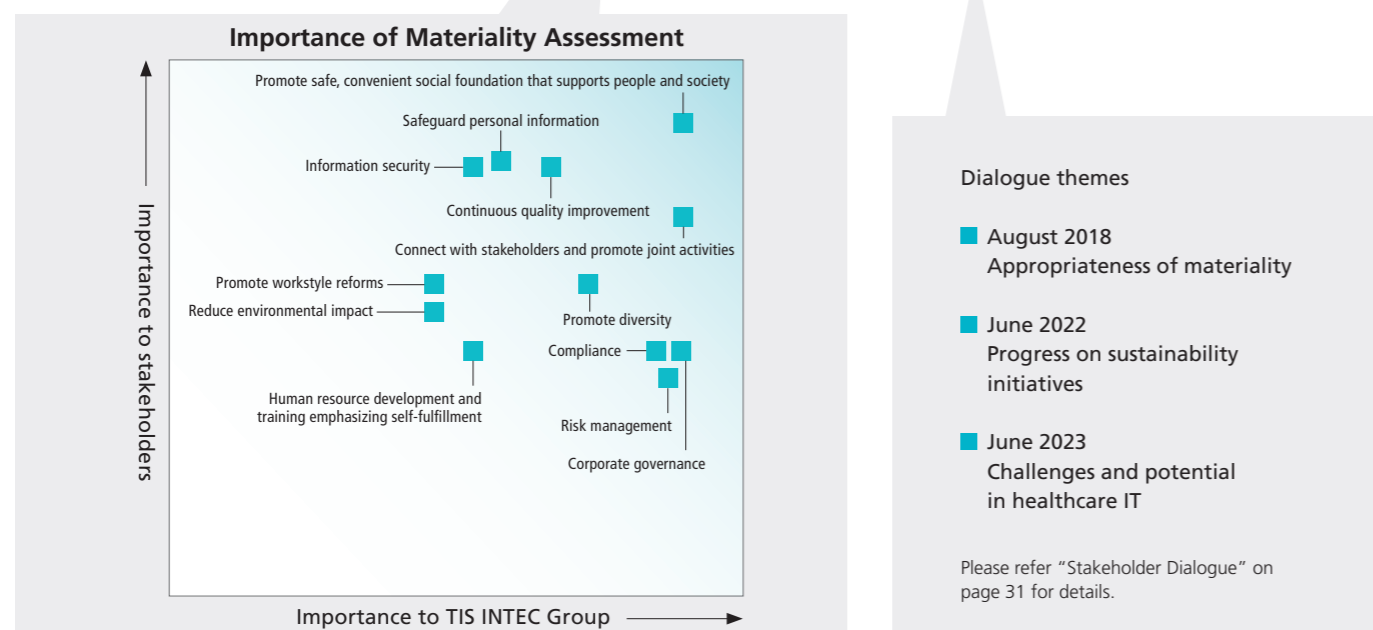 Importance of Materiality Assessment
Promote safe, convenient social foundation that supports people and society
Safeguard personal information
Information security
Continuous quality improvement
Connect with stakeholders and promote joint activities
Promote workstyle reforms
Reduce environmental impact
Promote diversity
Compliance
Human resource development and
training emphasizing self-fulfillment
Risk management
Corporate governance
Importance to stakeholders
Importance to TIS INTEC Group
Dialogue themes
August 2018
Appropriateness of materiality
June 2022
Progress on sustainability
initiatives
June 2023
Challenges and potential
in healthcare IT
Please refer “Stakeholder Dialogue” on
page 31 for details.